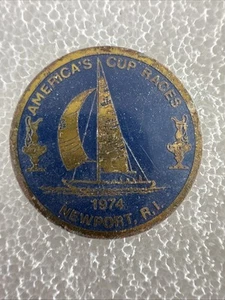 AMERICA'S CUP RACES
1974
NEWPORT, R.I.